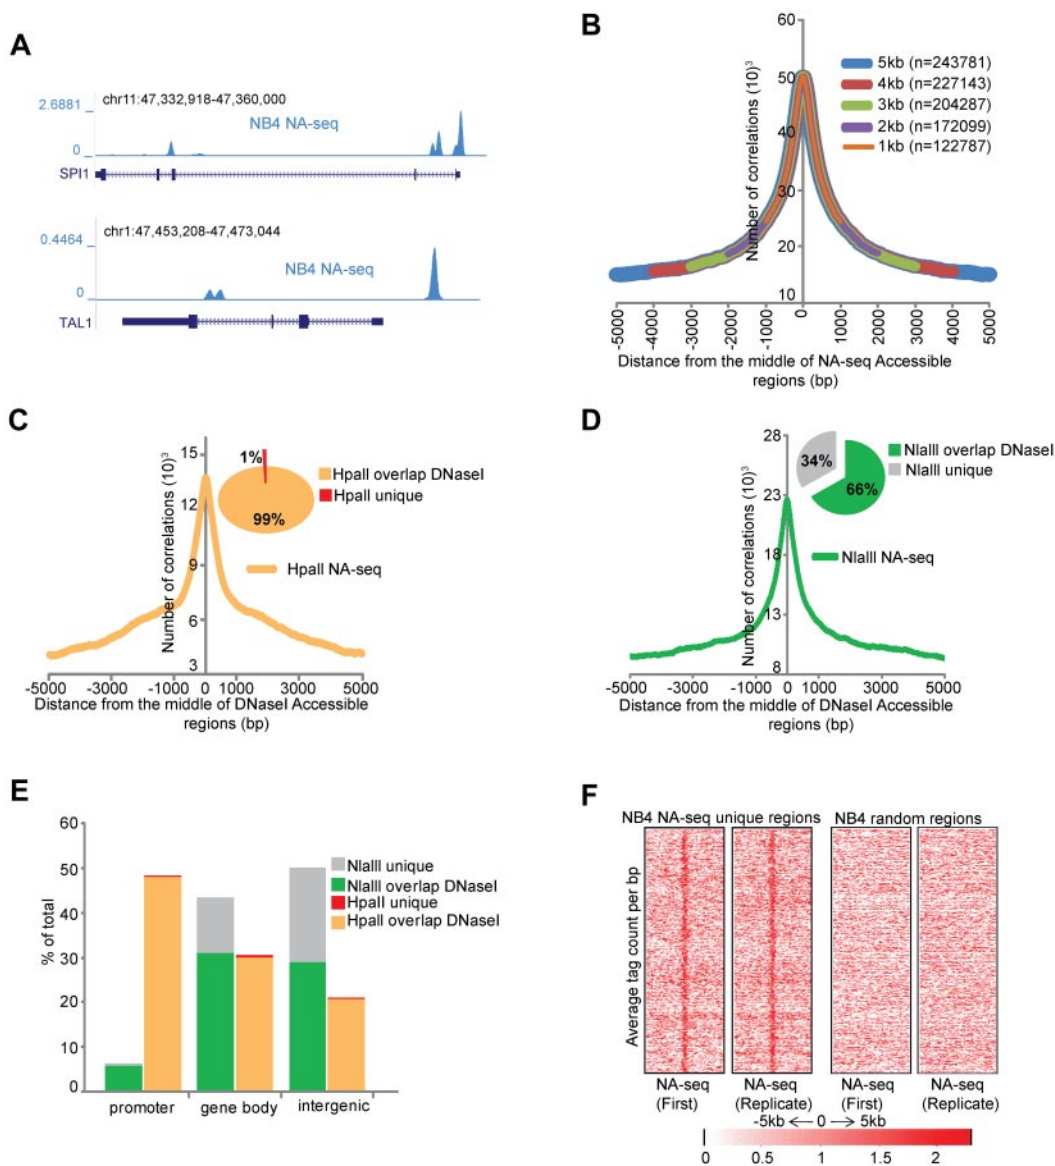 A
chr11:47,332,918-47,360,000
2.6881
NB4 NA-seq
0
SPI1
chr1:47,453,208-47,473,044
0.4464
NB4 NA-seq
0
TAL1
B
60
50
40
30
20
10
Number of correlations (10)³
5kb (n=243781)
4kb (n=227143)
3kb (n=204287)
2kb (n=172099)
1kb (n=122787)
-5000 -4000 -3000 -2000 -1000 0 1000 2000 3000 4000 5000
Distance from the middle of NA-seq Accessible
regions (bp)
C
15
12
9
6
3
Number of correlations (10)³
1%
99%
HpaII overlap DNaseI
HpaII unique
HpaII NA-seq
-5000 -3000 -1000 0 1000 3000 5000
Distance from the middle of DNaseI Accessible
regions (bp)
D
28
23
18
13
8
Number of correlations (10)³
34%
66%
NlaIII overlap DNaseI
NlaIII unique
NlaIII NA-seq
-5000 -3000 -1000 0 1000 3000 5000
Distance from the middle of DNaseI Accessible
regions (bp)
E
60
50
40
30
20
10
0
% of total
NlaIII unique
NlaIII overlap DNaseI
HpaII unique
HpaII overlap DNaseI
promoter gene body intergenic
F
NB4 NA-seq unique regions NB4 random regions
Average tag count per bp
NA-seq NA-seq NA-seq NA-seq
(First) (Replicate) (First) (Replicate)
-5kb ← 0 → 5kb
0 0.5 1 1.5 2